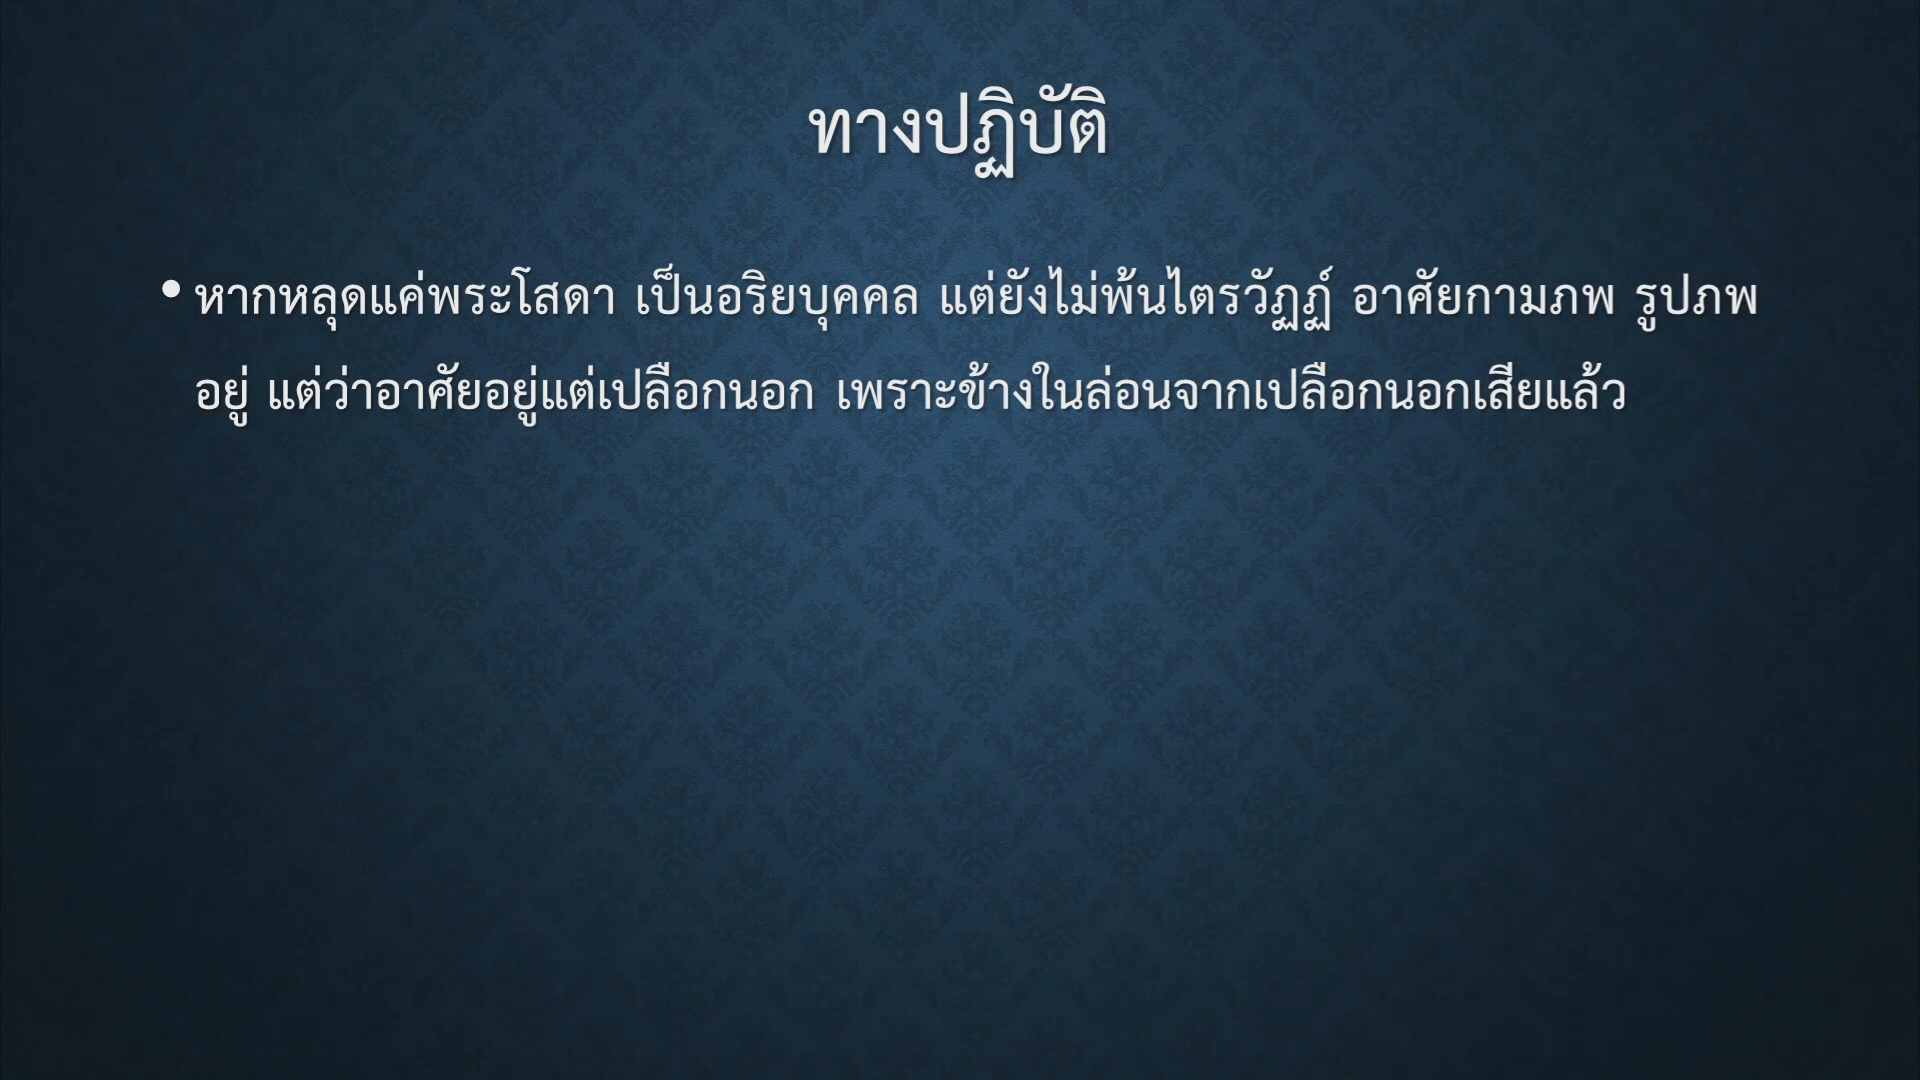 ทางปฏิบัติ
• หากหลุดแค่พระโสดา เป็นอริยบุคคล แต่ยังไม่พ้นไตรวัฏฏ์ อาศัยกามภพ รูปภพ
อยู่ แต่ว่าอาศัยอยู่แต่เปลือกนอก เพราะข้างในล่อนจากเปลือกนอกเสียแล้ว